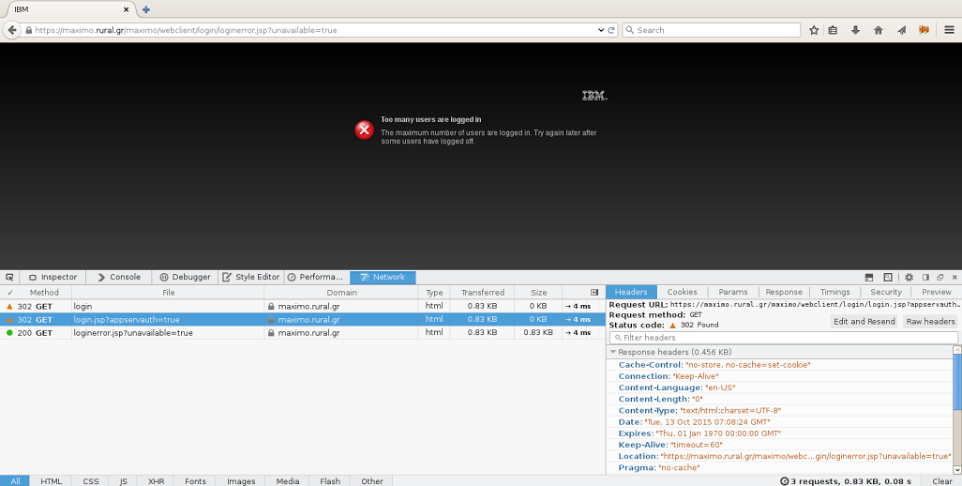 IBM
https://maximo.rural.gr/maximo/webclient/login/loginerror.jsp?unavailable=true
Search
IBM.
Too many users are logged in
The maximum number of users are logged in. Try again later after
some users have logged off.
Inspector Console Debugger Style Editor Performa... Network
✓ Method File Domain Type Transferred Size
302 GET login maximo.rural.gr html 0.83 KB 0 KB → 4 ms
302 GET login.jsp?appservauth=true maximo.rural.gr html 0.83 KB 0 KB → 4 ms
200 GET loginerror.jsp?unavailable=true maximo.rural.gr html 0.83 KB 0.83 KB → 4 ms
Headers Cookies Params Response Timings Security Preview
Request URL: https://maximo.rural.gr/maximo/webclient/login/login.jsp?appservauth...
Request method: GET
Status code: 302 Found
Edit and Resend Raw headers
Filter headers
Response headers (0.456 KB)
Cache-Control: "no-store, no-cache=set-cookie"
Connection: "Keep-Alive"
Content-Language: "en-US"
Content-Length: "0"
Content-Type: "text/html;charset=UTF-8"
Date: "Tue, 13 Oct 2015 07:08:24 GMT"
Expires: "Thu, 01 Jan 1970 00:00:00 GMT"
Keep-Alive: "timeout=60"
Location: "https://maximo.rural.gr/maximo/webc...gin/loginerror.jsp?unavailable=true"
Pragma: "no-cache"
All HTML CSS JS XHR Fonts Images Media Flash Other
3 requests, 0.83 KB, 0.08 s Clear